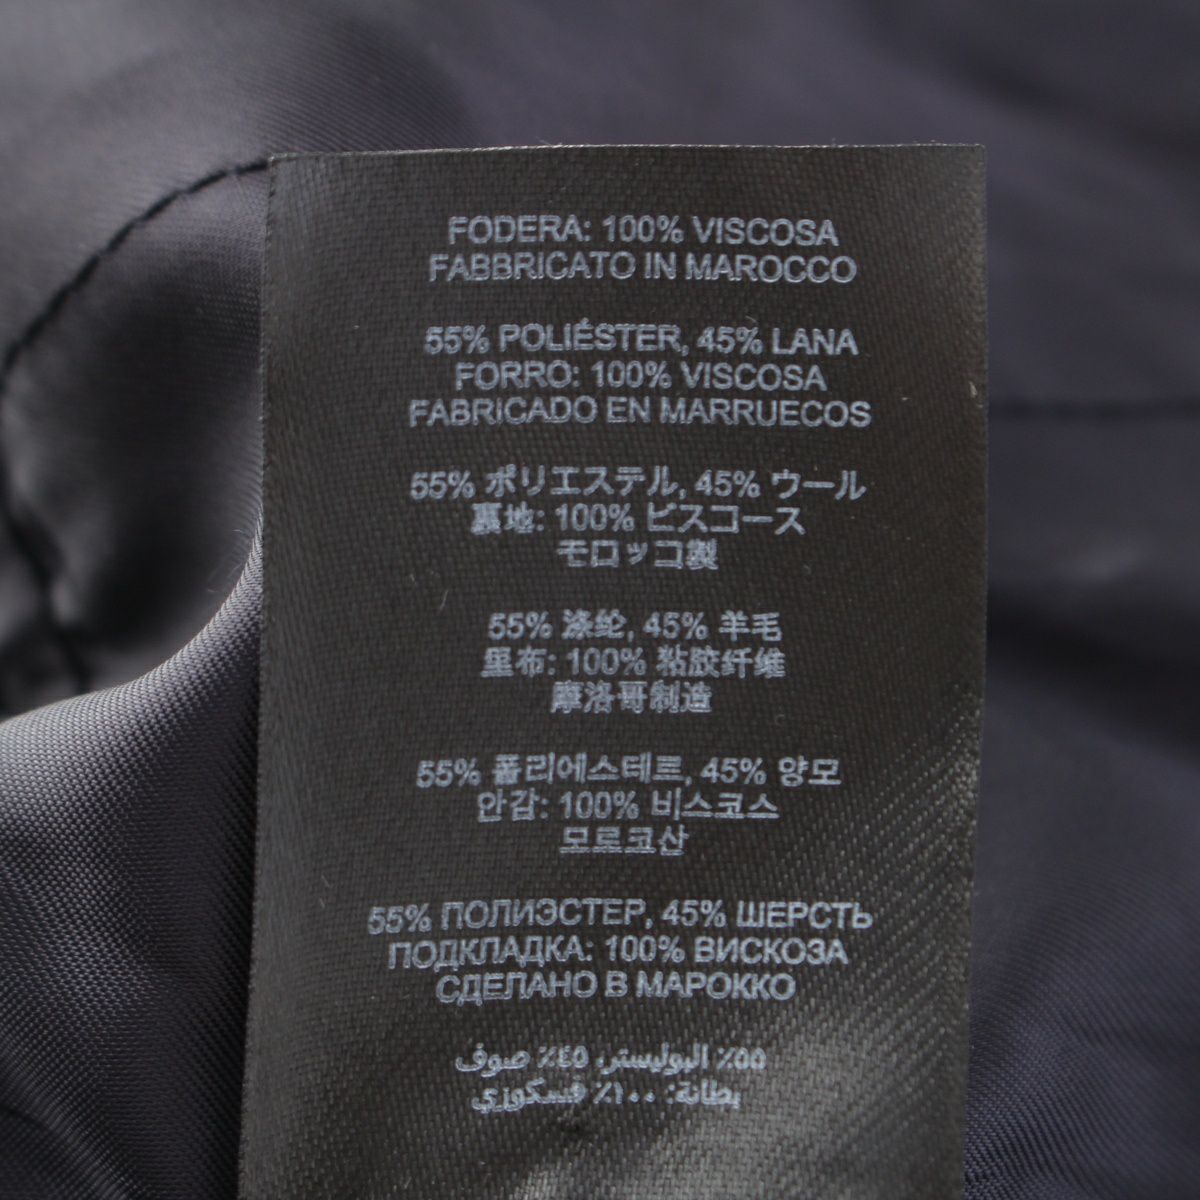 FODERA: 100% VISCOSA
FABBRICATO IN MAROCCO
55% POLIÉSTER, 45% LANA
FORRO: 100% VISCOSA
FABRICADO EN MARRUECOS
55% ポリエステル, 45% ウール
裏地: 100% ビスコース
モロッコ製
55% 涤纶, 45% 羊毛
里布: 100% 粘胶纤维
摩洛哥制造
55% 폴리에스테르, 45% 양모
안감: 100% 비스코스
모르코산
55% ПОЛИЭСТЕР, 45% ШЕРСТЬ
ПОДКЛАДКА: 100% ВИСКОЗА
СДЕЛАНО В МАРОККО
٥٥٪ البوليستر, ٤٥٪ صوف
بطانة: ١٠٠٪ فسكوزي